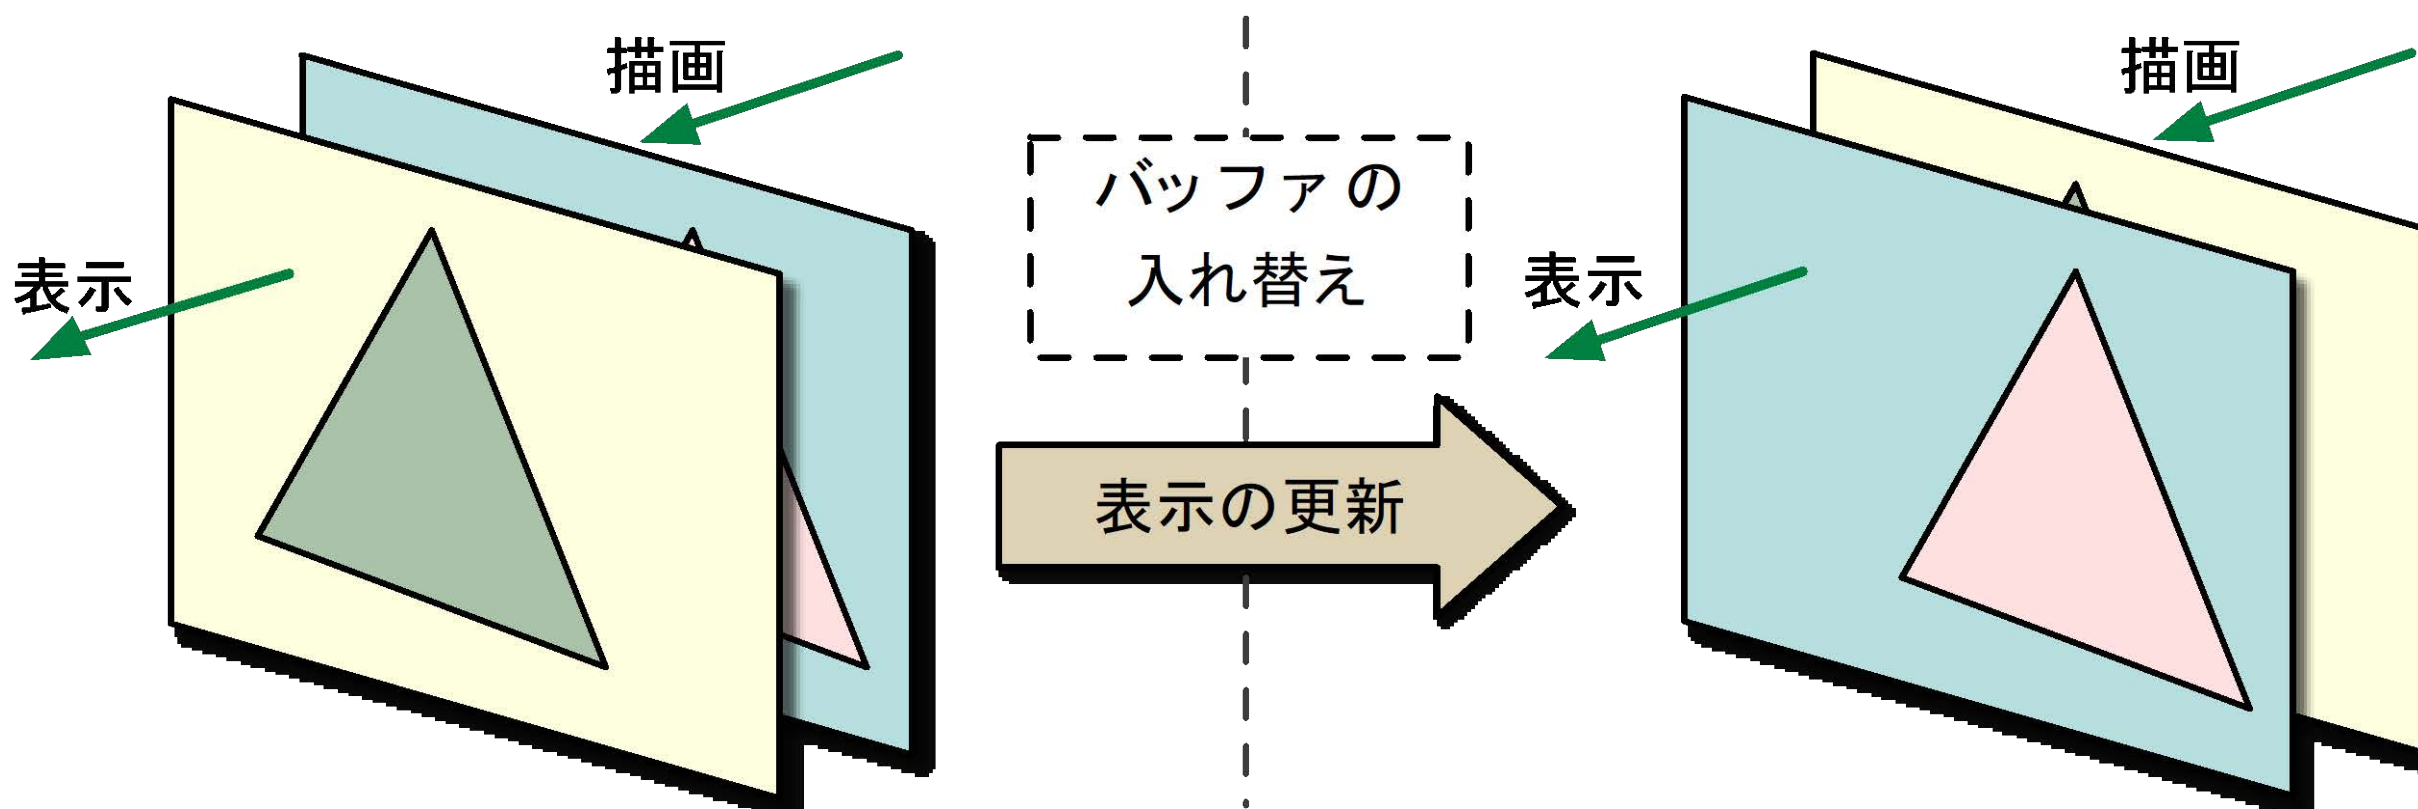 描画
表示
バッファの
入れ替え
表示の更新
描画
表示